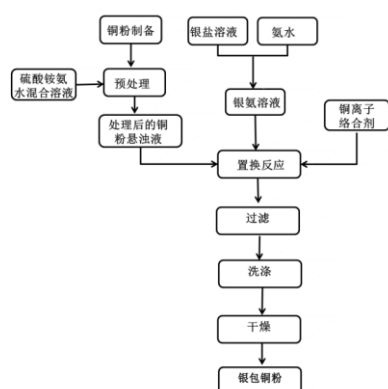 铜粉制备
银盐溶液
氨水
硫酸铵氨
水混合溶液
预处理
银氨溶液
铜离子
络合剂
处理后的铜
粉悬浊液
置换反应
过滤
洗涤
干燥
银包铜粉